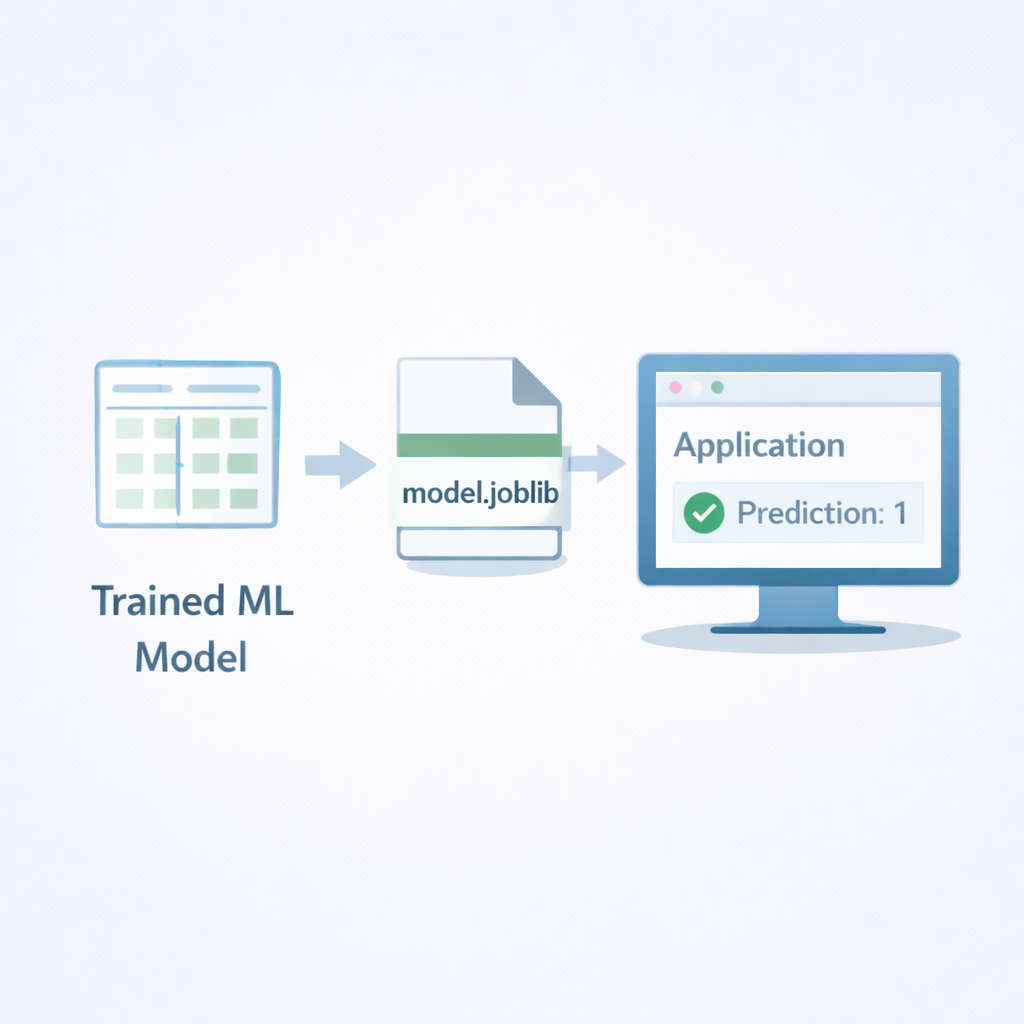 Trained ML
Model
model.joblib
Application
Prediction: 1